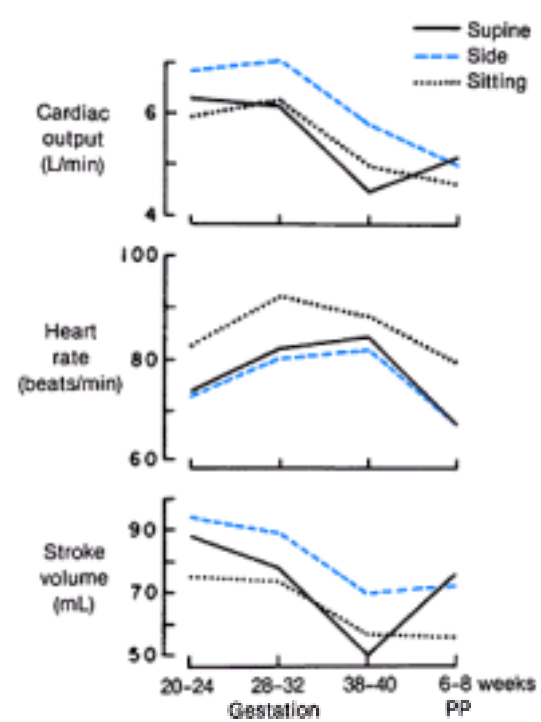 Supine
Side
Sitting
Cardiac
output
(L/min)
6
4
100
Heart
rate
(beats/min)
80
60
Stroke
volume
(mL)
90
70
50
20–24 28–32 38–40 6–8 weeks
Gestation PP